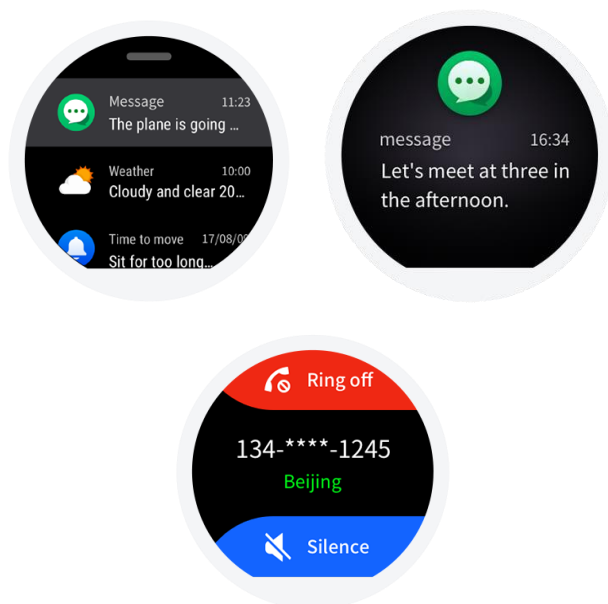 Message 11:23
The plane is going ...
Weather 10:00
Cloudy and clear 20...
Time to move 17/08/0
Sit for too long...
message 16:34
Let's meet at three in
the afternoon.
Ring off
134-****-1245
Beijing
Silence